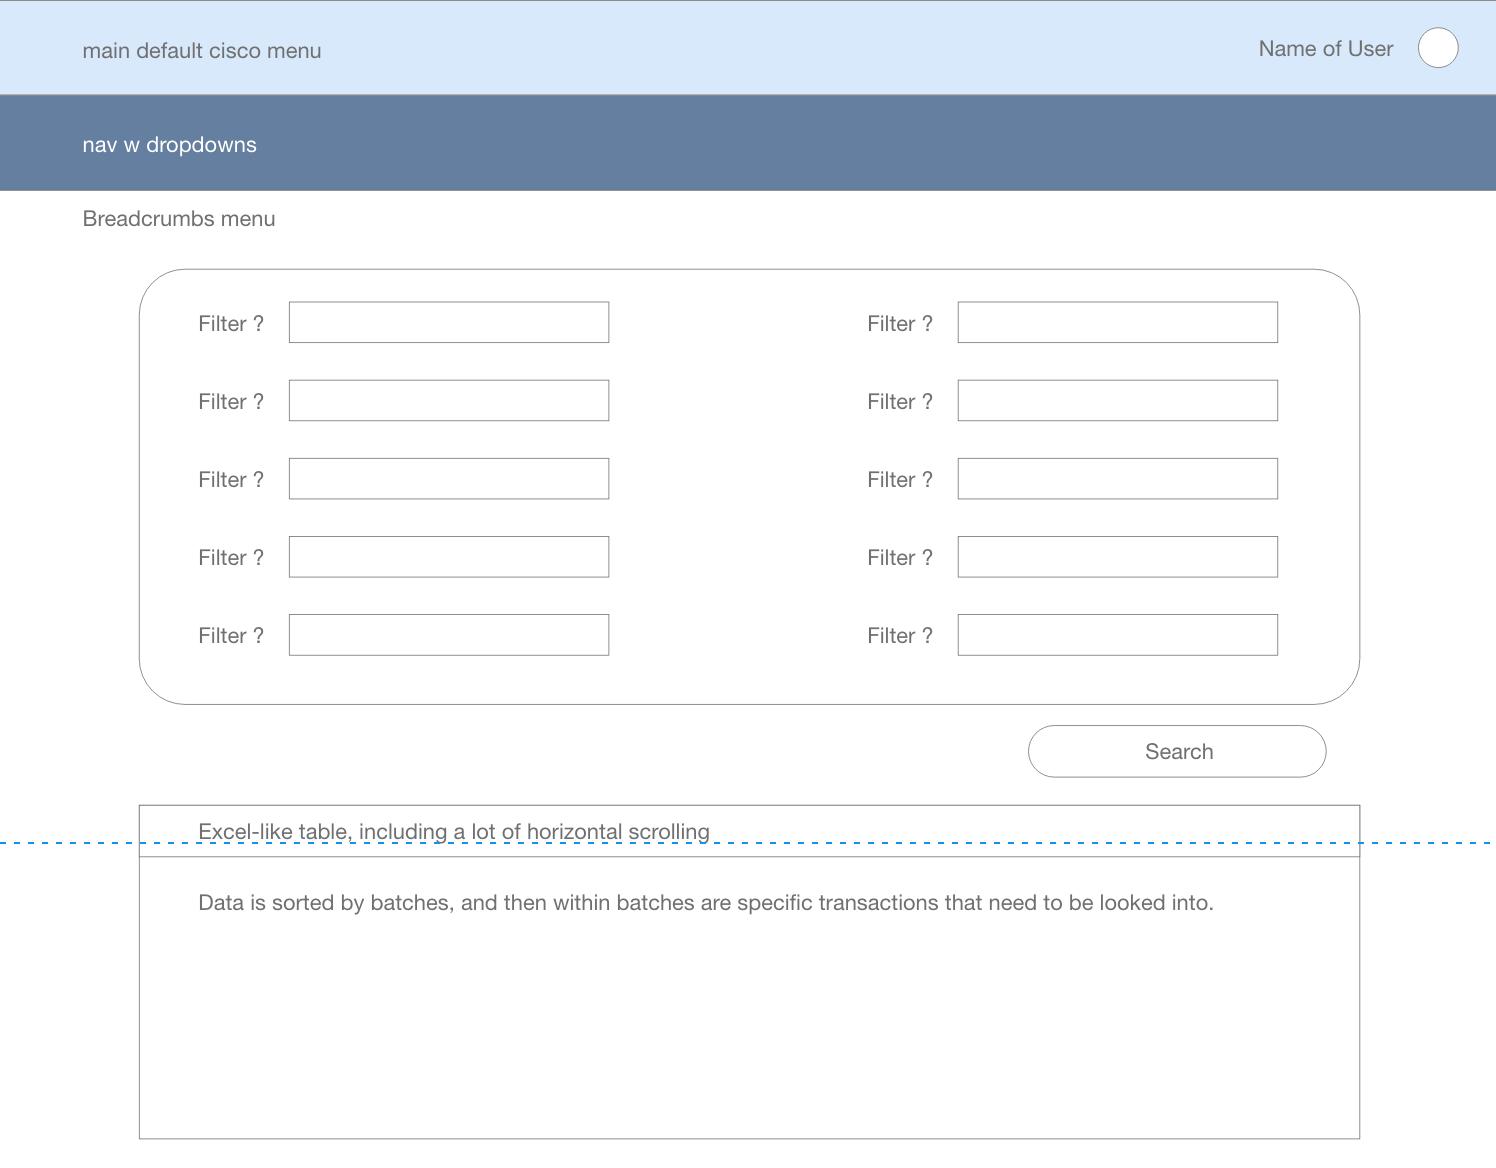 main default cisco menu
Name of User
nav w dropdowns
Breadcrumbs menu
Filter ?
Filter ?
Filter ?
Filter ?
Filter ?
Filter ?
Filter ?
Filter ?
Filter ?
Filter ?
Search
Excel-like table, including a lot of horizontal scrolling
Data is sorted by batches, and then within batches are specific transactions that need to be looked into.